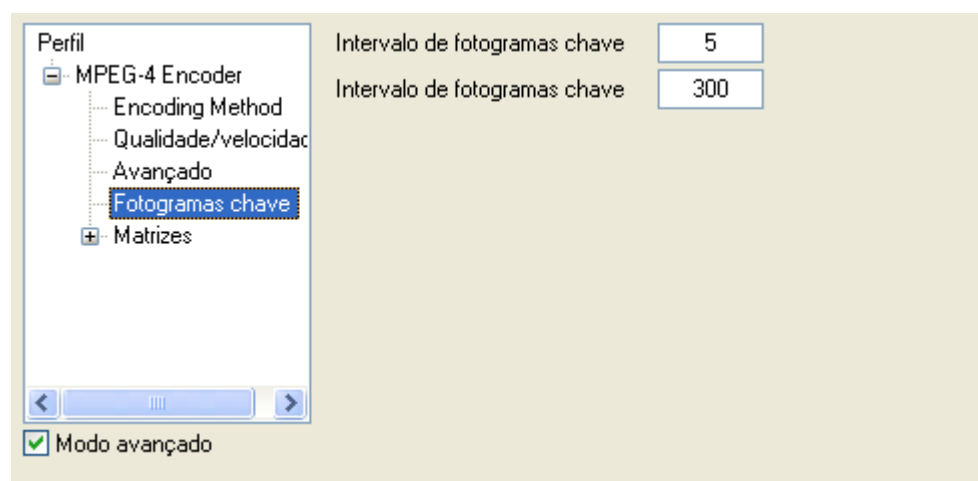 Perfil
MPEG-4 Encoder
Encoding Method
Qualidade/velocidac
Avançado
Fotogramas chave
Matrizes
Modo avançado
Intervalo de fotogramas chave 5
Intervalo de fotogramas chave 300